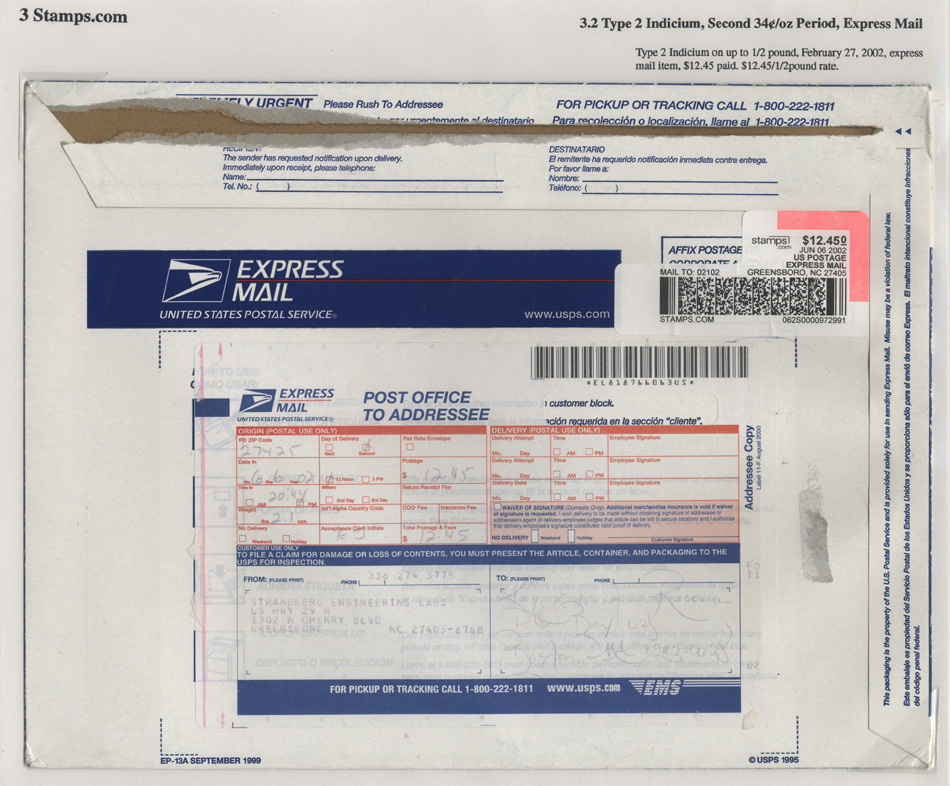 3 Stamps.com
3.2 Type 2 Indicium, Second 34¢/oz Period, Express Mail
Type 2 Indicium on up to 1/2 pound, February 27, 2002, express
mail item, $12.45 paid. $12.45/1/2pound rate.
URGENT Please Rush To Addressee
FOR PICKUP OR TRACKING CALL 1-800-222-1811
urgentemente al destinatario
Para recolección o localización, llame al 1-800-222-1811
The sender has requested notification upon delivery.
Immediately upon receipt, please telephone:
Name:
Tel. No.: ( )
DESTINATARIO
El remitente ha requerido notificación inmediata contra entrega.
Por favor llame a:
Nombre:
Teléfono: ( )
EXPRESS
MAIL
UNITED STATES POSTAL SERVICE®
www.usps.com
AFFIX POSTAGE
CORPORATE
stamps.com
$12.450
JUN 06 2002
US POSTAGE
EXPRESS MAIL
MAIL TO: 02102 GREENSBORO, NC 27405
STAMPS.COM 062S0000972991
HOW TO USE:
COMO USAR:
EXPRESS
MAIL
UNITED STATES POSTAL SERVICE®
POST OFFICE
TO ADDRESSEE
customer block.
ación requerida en la sección "cliente".
ORIGIN (POSTAL USE ONLY)
PO ZIP Code Day of Delivery Flat Rate Envelope
27425 Next Second
Date In Postage
Mo. Day Year 12 Noon 3 PM $ 12.45
Time In Military Return Receipt Fee
AM PM 2nd Day 3rd Day
Weight Int'l Alpha Country Code COD Fee Insurance Fee
lbs. ozs.
No Delivery Acceptance Clerk Initials Total Postage & Fees
Weekend Holiday $ 12.45
DELIVERY (POSTAL USE ONLY)
Delivery Attempt Time Employee Signature
Mo. Day AM PM
Delivery Attempt Time Employee Signature
Mo. Day AM PM
Delivery Date Time Employee Signature
Mo. Day AM PM
WAIVER OF SIGNATURE (Domestic Only): Additional merchandise insurance is void if waiver
of signature is requested. I wish delivery to be made without obtaining signature of addressee or
addressee's agent (if delivery employee judges that article can be left in secure location) and I authorize
that delivery employee's signature constitutes valid proof of delivery.
NO DELIVERY Weekend Holiday
Customer Signature
Addressee Copy
Label 11-F August 2000
CUSTOMER USE ONLY
TO FILE A CLAIM FOR DAMAGE OR LOSS OF CONTENTS, YOU MUST PRESENT THE ARTICLE, CONTAINER, AND PACKAGING TO THE
USPS FOR INSPECTION.
FROM: (PLEASE PRINT) PHONE ( 336 274 3775
STRANDBERG ENGINEERING LABS
US HWY 29 N
1302 N OHENRY BLVD
GREENSBORO NC 27405-6768
TO: (PLEASE PRINT) PHONE ( )
DEPÓSITO O RECOLECCIÓN
FOR PICKUP OR TRACKING CALL 1-800-222-1811 www.usps.com EMS
EP-13A SEPTEMBER 1999
© USPS 1995
This packaging is the property of the U.S. Postal Service and is provided solely for use in sending Express Mail. Misuse may be a violation of federal law.
Este embalaje es propiedad del Servicio Postal de los Estados Unidos y se proporciona sólo para el envío de correo Express. El maltrato intencional constituye infracciones
del código penal federal.